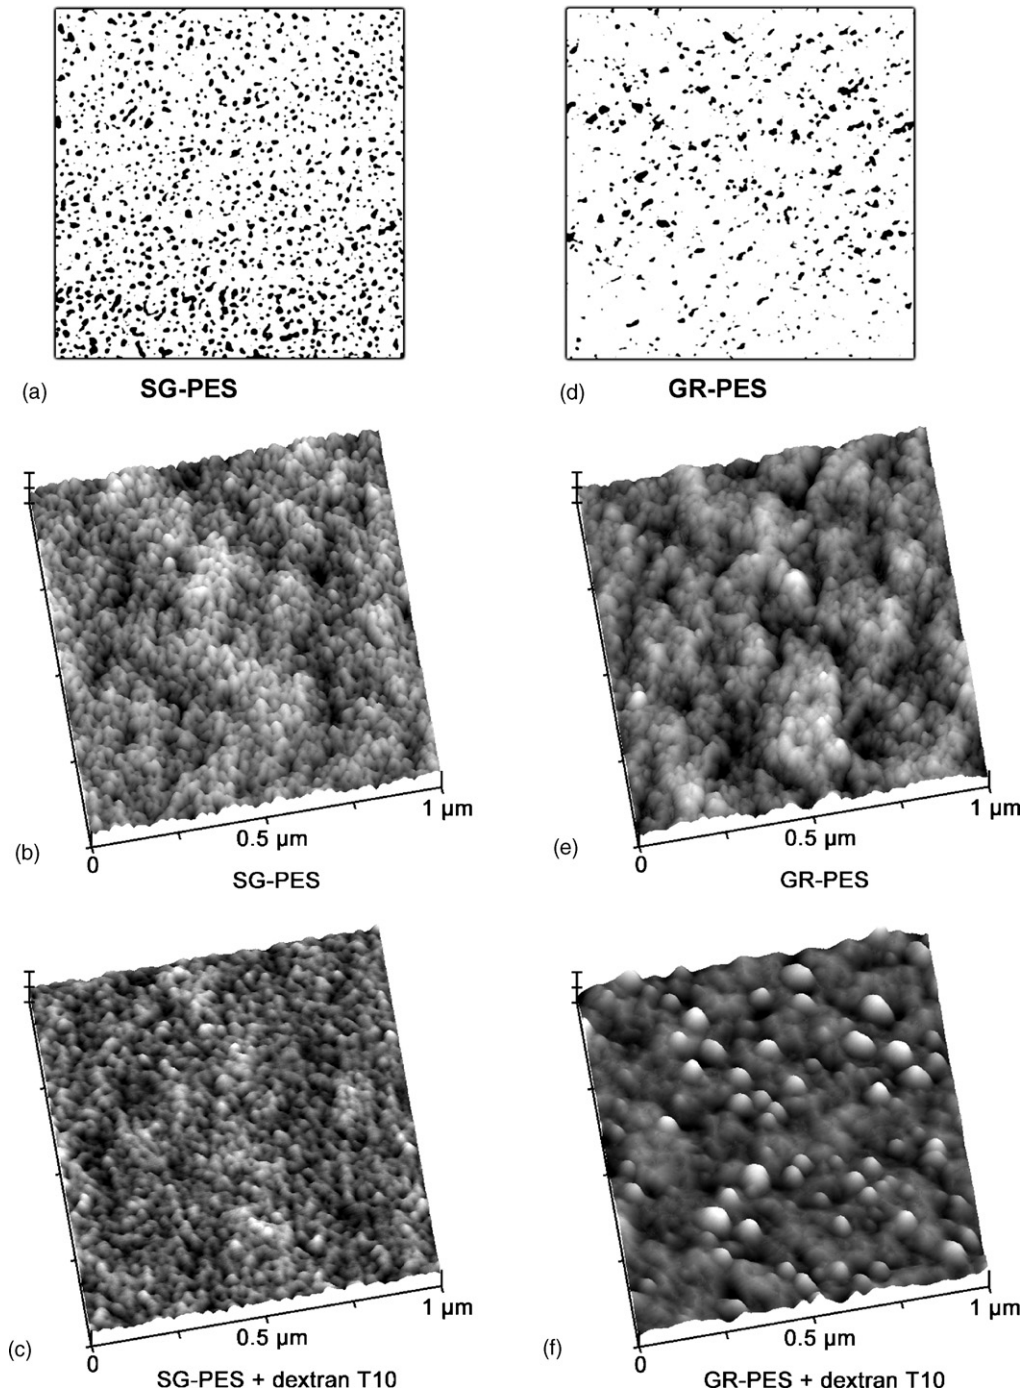 (a) SG-PES
(d) GR-PES
0
0.5 µm
1 µm
(b)
SG-PES
0
0.5 µm
1 µm
(e)
GR-PES
0
0.5 µm
1 µm
(c)
SG-PES + dextran T10
0
0.5 µm
1 µm
(f)
GR-PES + dextran T10